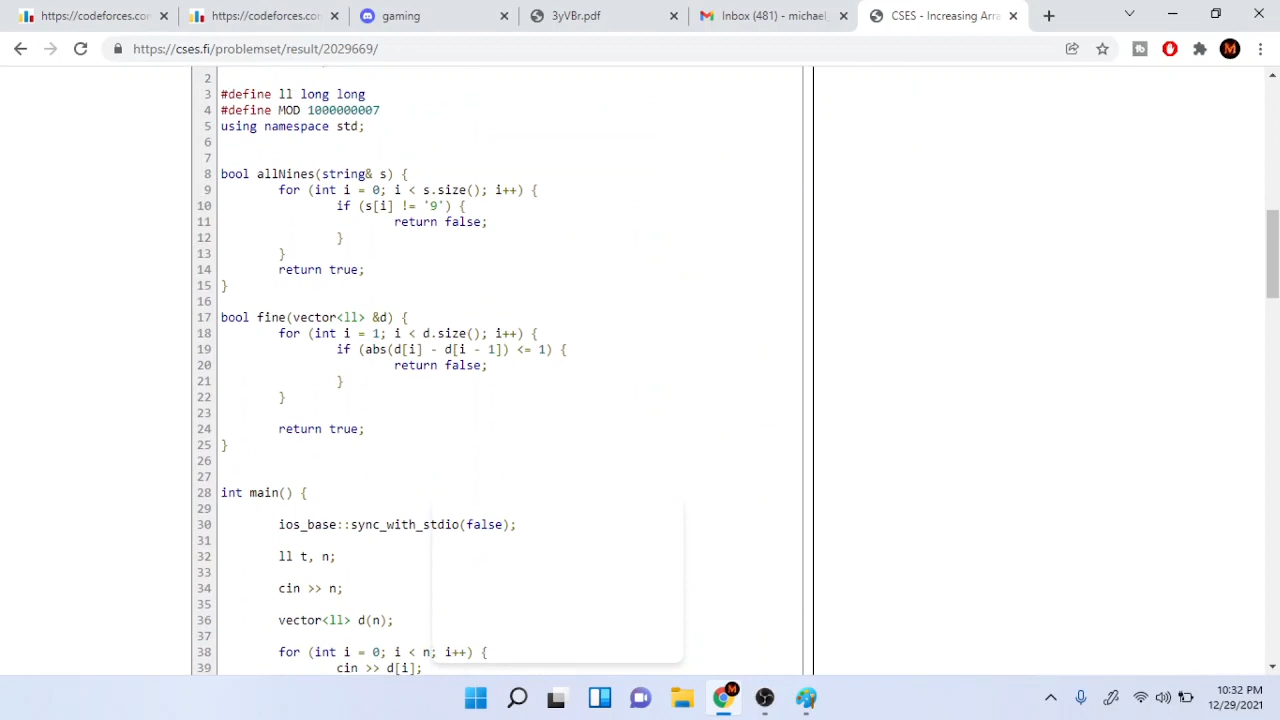 https://codeforces.co
https://codeforces.co
gaming
3yVBr.pdf
Inbox (481) - michael
CSES - Increasing Arra
https://cses.fi/problemset/result/2029669/
2
3 #define ll long long
4 #define MOD 1000000007
5 using namespace std;
6
7
8 bool allNines(string& s) {
9 for (int i = 0; i < s.size(); i++) {
10 if (s[i] != '9') {
11 return false;
12 }
13 }
14 return true;
15 }
16
17 bool fine(vector<ll> &d) {
18 for (int i = 1; i < d.size(); i++) {
19 if (abs(d[i] - d[i - 1]) <= 1) {
20 return false;
21 }
22 }
23
24 return true;
25 }
26
27
28 int main() {
29
30 ios_base::sync_with_stdio(false);
31
32 ll t, n;
33
34 cin >> n;
35
36 vector<ll> d(n);
37
38 for (int i = 0; i < n; i++) {
39 cin >> d[i];
10:32 PM
12/29/2021